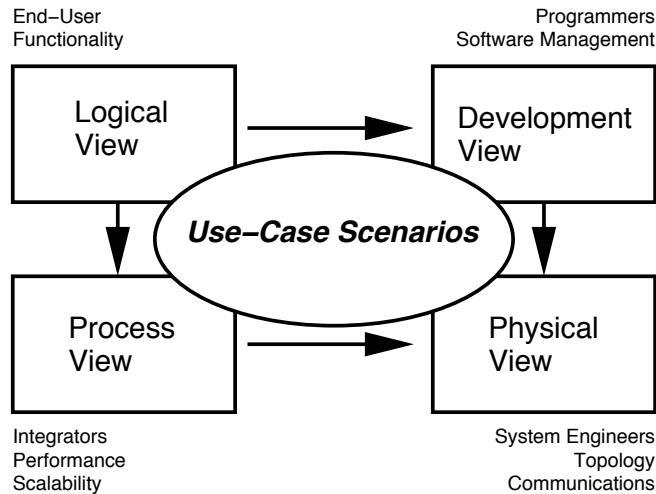 End–User
Functionality
Programmers
Software Management
Logical
View
Development
View
Use–Case Scenarios
Process
View
Physical
View
Integrators
Performance
Scalability
System Engineers
Topology
Communications